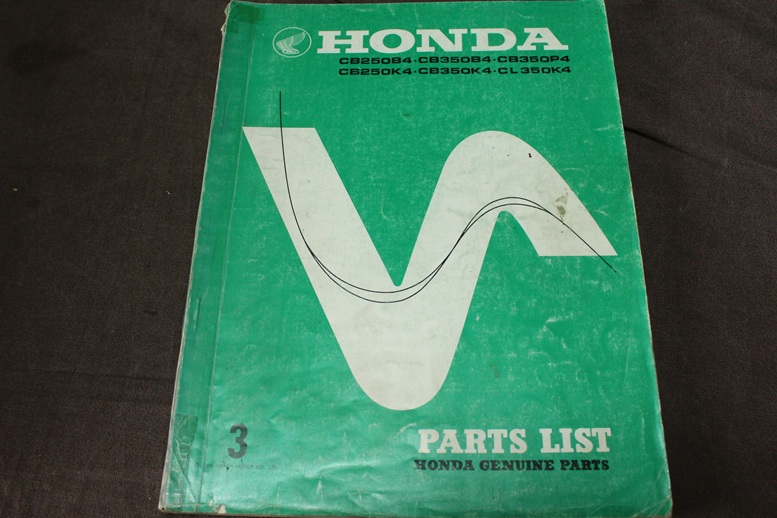 HONDA
CB250B4·CB350B4·CB350P4
CB250K4·CB350K4·CL350K4
3
PARTS LIST
HONDA GENUINE PARTS